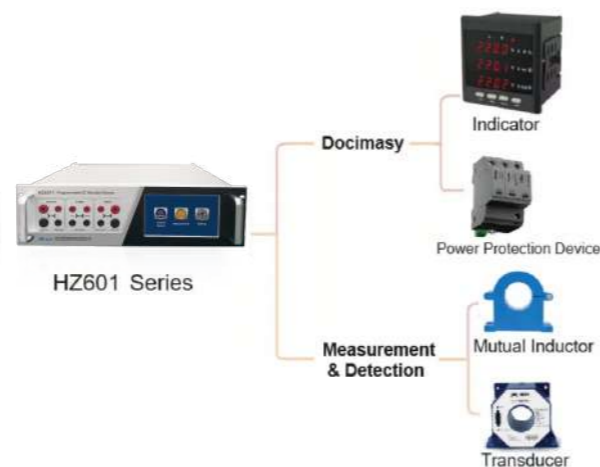 HZ601 Series
Docimasy
Indicator
Power Protection Device
Measurement
& Detection
Mutual Inductor
Transducer